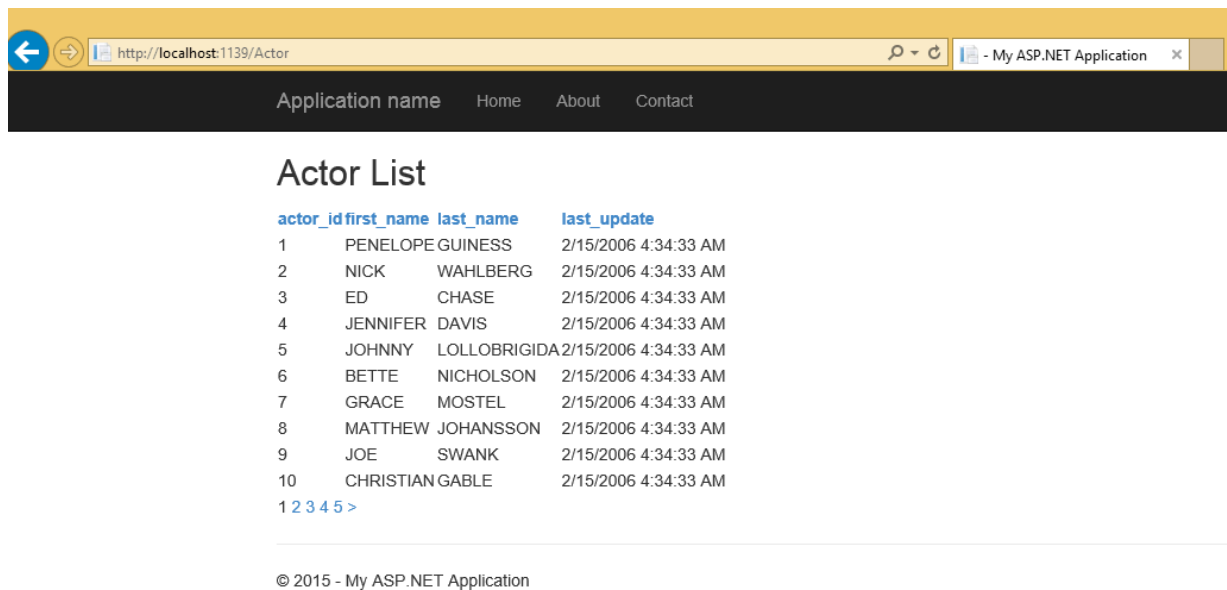 http://localhost:1139/Actor - My ASP.NET Application
Application name Home About Contact
Actor List
actor_id first_name last_name last_update
1 PENELOPE GUINESS 2/15/2006 4:34:33 AM
2 NICK WAHLBERG 2/15/2006 4:34:33 AM
3 ED CHASE 2/15/2006 4:34:33 AM
4 JENNIFER DAVIS 2/15/2006 4:34:33 AM
5 JOHNNY LOLLOBRIGIDA 2/15/2006 4:34:33 AM
6 BETTE NICHOLSON 2/15/2006 4:34:33 AM
7 GRACE MOSTEL 2/15/2006 4:34:33 AM
8 MATTHEW JOHANSSON 2/15/2006 4:34:33 AM
9 JOE SWANK 2/15/2006 4:34:33 AM
10 CHRISTIAN GABLE 2/15/2006 4:34:33 AM
1 2 3 4 5 >
© 2015 - My ASP.NET Application